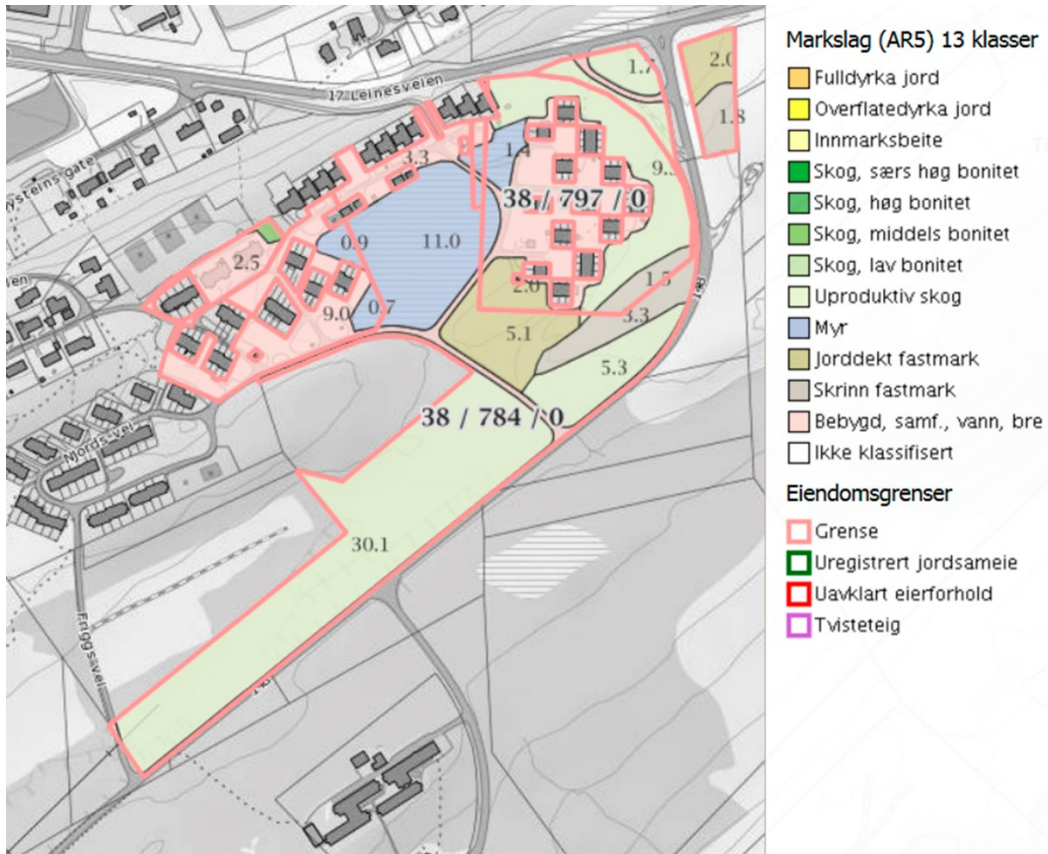 Markslag (AR5) 13 klasser
Fulldyrka jord
Overflatedyrka jord
Innmarksbeite
Skog, særs høg bonitet
Skog, høg bonitet
Skog, middels bonitet
Skog, lav bonitet
Uproduktiv skog
Myr
Jorddekt fastmark
Skrinn fastmark
Bebygd, samf., vann, bre
Ikke klassifisert
Eiendomsgrenser
Grense
Uregistrert jordsameie
Uavklart eierforhold
Tvisteteig
17 Leinesveien
1.7
2.0
1.8
1.4
3.3
9.
38 / 797 / 0
0.9
11.0
2.5
1.5
2.0
0.7
9.0
3.3
5.1
5.3
38 / 784 / 0
Njords vei
30.1
Friggs vei